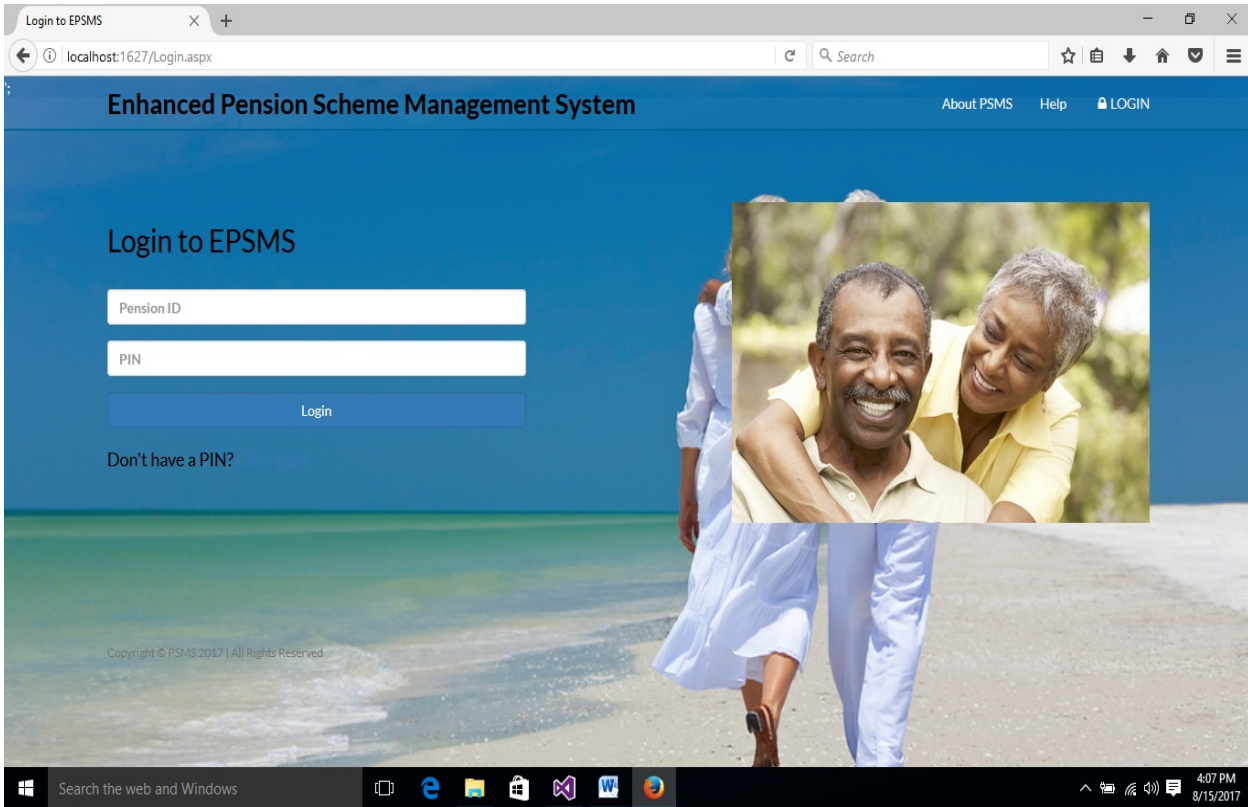 Login to EPSMS
localhost:1627/Login.aspx
Search
Enhanced Pension Scheme Management System
About PSMS Help LOGIN
Login to EPSMS
Pension ID
PIN
Login
Don't have a PIN? Click here
Copyright © PSMS 2017 | All Rights Reserved
Search the web and Windows
4:07 PM
8/15/2017